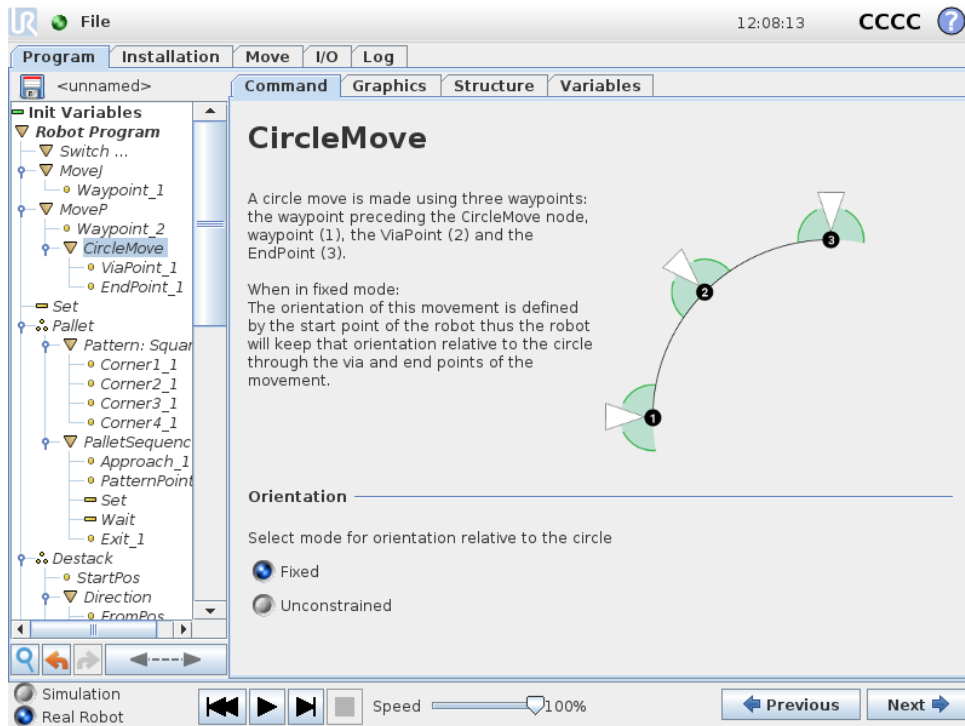 UR File 12:08:13 CCCC ?
Program Installation Move I/O Log
<unnamed>
Command Graphics Structure Variables
Init Variables
Robot Program
Switch ...
MoveJ
Waypoint_1
MoveP
Waypoint_2
CircleMove
ViaPoint_1
EndPoint_1
Set
Pallet
Pattern: Squar
Corner1_1
Corner2_1
Corner3_1
Corner4_1
PalletSequenc
Approach_1
PatternPoint
Set
Wait
Exit_1
Destack
StartPos
Direction
FromPos
CircleMove
A circle move is made using three waypoints:
the waypoint preceding the CircleMove node,
waypoint (1), the ViaPoint (2) and the
EndPoint (3).
When in fixed mode:
The orientation of this movement is defined
by the start point of the robot thus the robot
will keep that orientation relative to the circle
through the via and end points of the
movement.
3
2
1
Orientation
Select mode for orientation relative to the circle
Fixed
Unconstrained
Simulation
Real Robot
Speed 100%
Previous Next